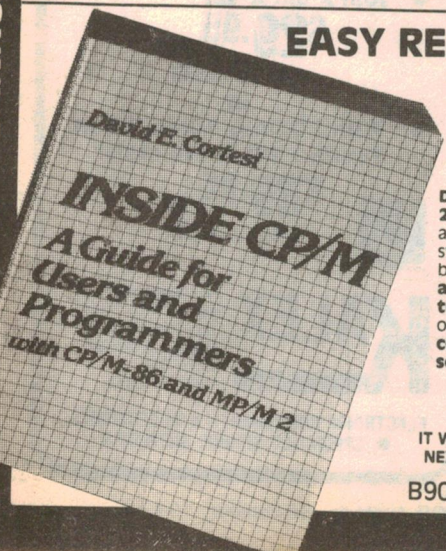 EASY RE
David E. Cortesi
INSIDE CP/M
A Guide for
Users and
Programmers
with CP/M-86 and MP/M 2
D
2
a
s
b
a
t
o
c
s
IT W
NE
B90